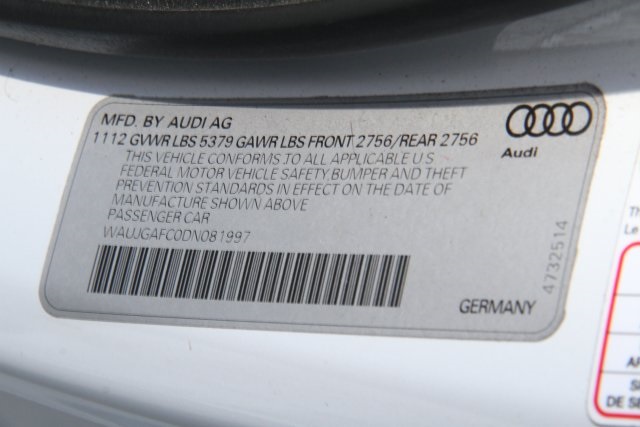 MFD. BY AUDI AG
1112 GVWR LBS 5379 GAWR LBS FRONT 2756/REAR 2756
THIS VEHICLE CONFORMS TO ALL APPLICABLE U S
FEDERAL MOTOR VEHICLE SAFETY, BUMPER AND THEFT
PREVENTION STANDARDS IN EFFECT ON THE DATE OF
MANUFACTURE SHOWN ABOVE
PASSENGER CAR
WAUJGAFC0DN081997
GERMANY
4732514
Audi
Le
DE